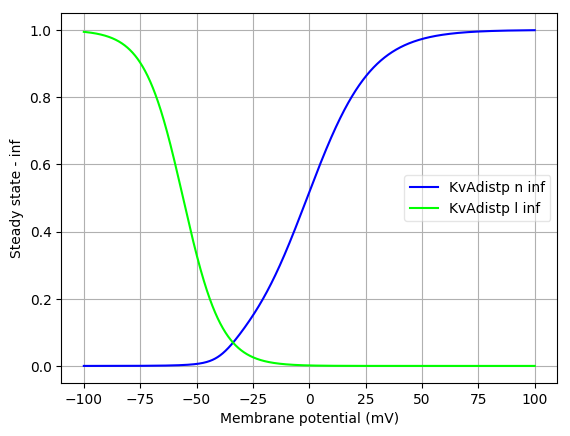 1.0
0.8
0.6
0.4
0.2
0.0
Steady state - inf
KvAdistp n inf
KvAdistp l inf
−100 −75 −50 −25 0 25 50 75 100
Membrane potential (mV)